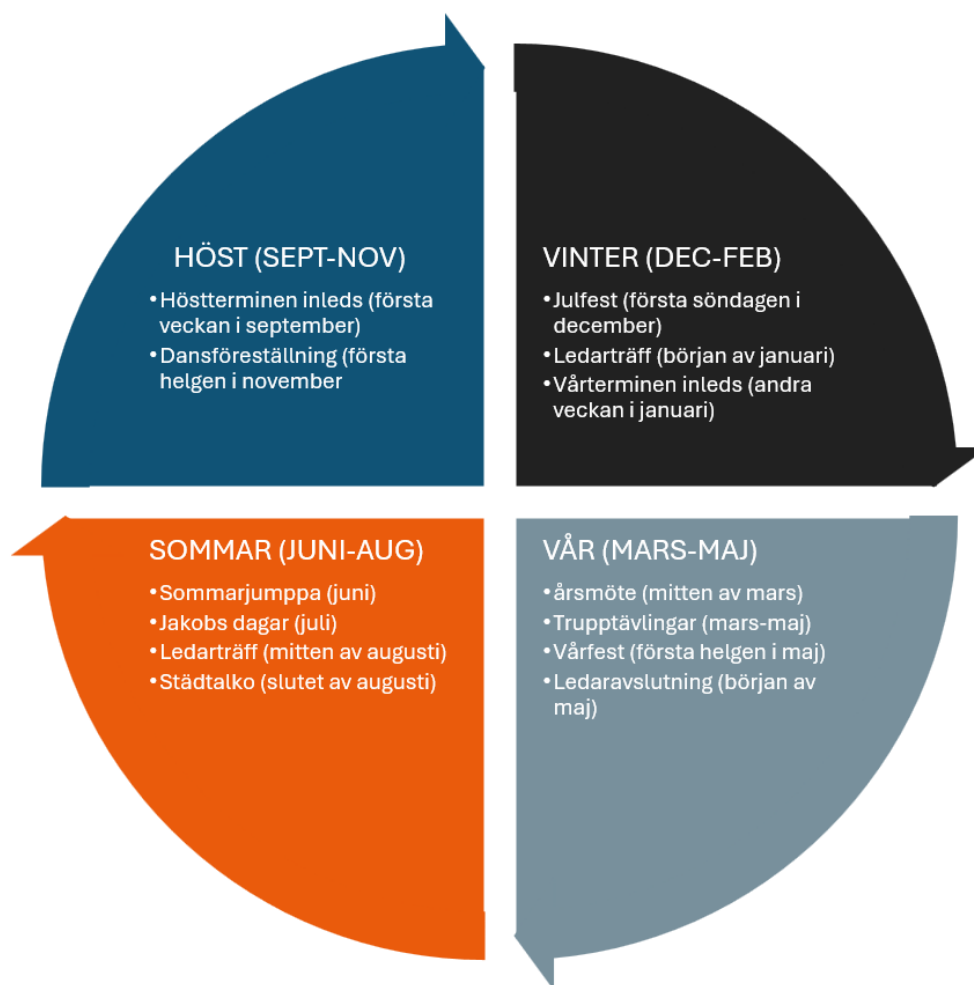 HÖST (SEPT-NOV)
•Höstterminen inleds (första
veckan i september)
•Dansföreställning (första
helgen i november
VINTER (DEC-FEB)
•Julfest (första söndagen i
december)
•Ledarträff (början av januari)
•Vårterminen inleds (andra
veckan i januari)
SOMMAR (JUNI-AUG)
•Sommarjumppa (juni)
•Jakobs dagar (juli)
•Ledarträff (mitten av augusti)
•Städtalko (slutet av augusti)
VÅR (MARS-MAJ)
•årsmöte (mitten av mars)
•Trupptävlingar (mars-maj)
•Vårfest (första helgen i maj)
•Ledaravslutning (början av
maj)